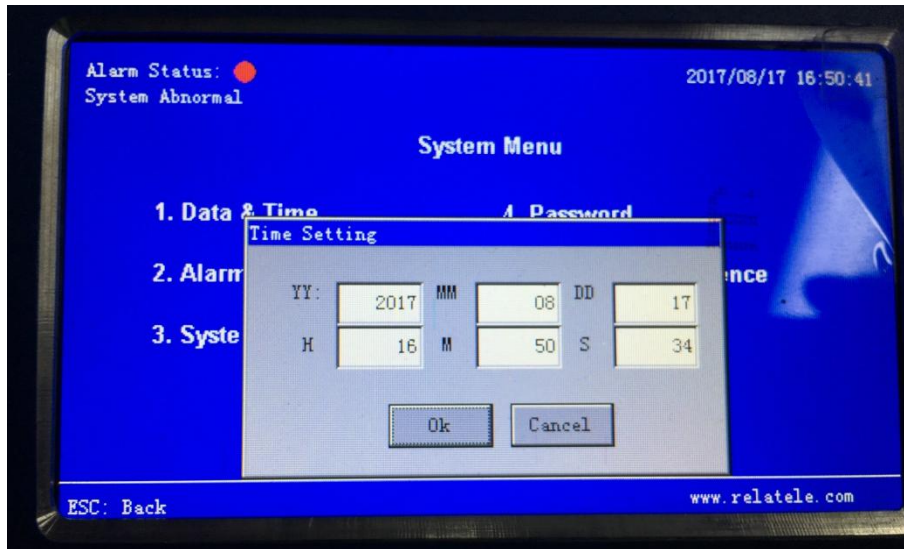 Alarm Status:
2017/08/17 16:50:41
System Abnormal
System Menu
1. Data & Time
4. Password
Time Setting
2. Alarm
ence
YY: 2017 MM 08 DD 17
3. Syste
H 16 M 50 S 34
Ok Cancel
ESC: Back
www.relatele.com